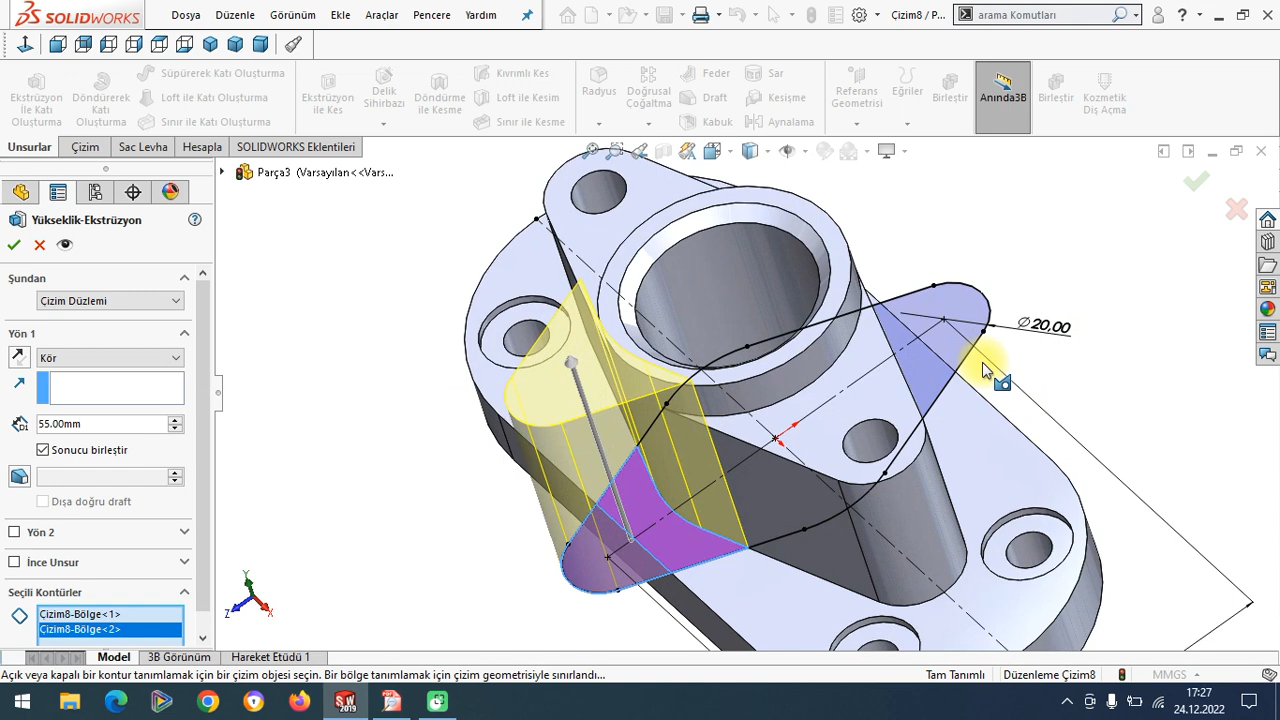 SOLIDWORKS
Dosya Düzenle Görünüm Ekle Araçlar Pencere Yardım
Çizim8 / P...
arama Komutları
Ekstrüzyon İle Katı Oluşturma
Döndürerek Katı Oluşturma
Süpürerek Katı Oluşturma
Loft ile Katı Oluşturma
Sınır ile Katı Oluşturma
Ekstrüzyon ile Kes
Delik Sihirbazı
Döndürme ile Kesme
Kıvrımlı Kes
Loft ile Kesim
Sınır ile Kesme
Radyus
Doğrusal Çoğaltma
Feder
Draft
Kabuk
Sar
Kesişme
Aynalama
Referans Geometrisi
Eğriler
Birleştir
Anında3B
Birleştir
Kozmetik Diş Açma
Unsurlar Çizim Sac Levha Hesapla SOLIDWORKS Eklentileri
Parça3 (Varsayılan<<Vars...
Yükseklik-Ekstrüzyon
Şundan
Çizim Düzlemi
Yön 1
Kör
55.00mm
Sonucu birleştir
Dışa doğru draft
Yön 2
İnce Unsur
Seçili Kontürler
Çizim8-Bölge<1>
Çizim8-Bölge<2>
Ø20.00
Y
Z
X
Model 3B Görünüm Hareket Etüdü 1
Açık veya kapalı bir kontur tanımlamak için bir çizim objesi seçin. Bir bölge tanımlamak için çizim geometrisiyle sınırlandı...
Tam Tanımlı
Düzenleme Çizim8
MMGS
SW 2019
17:27
24.12.2022